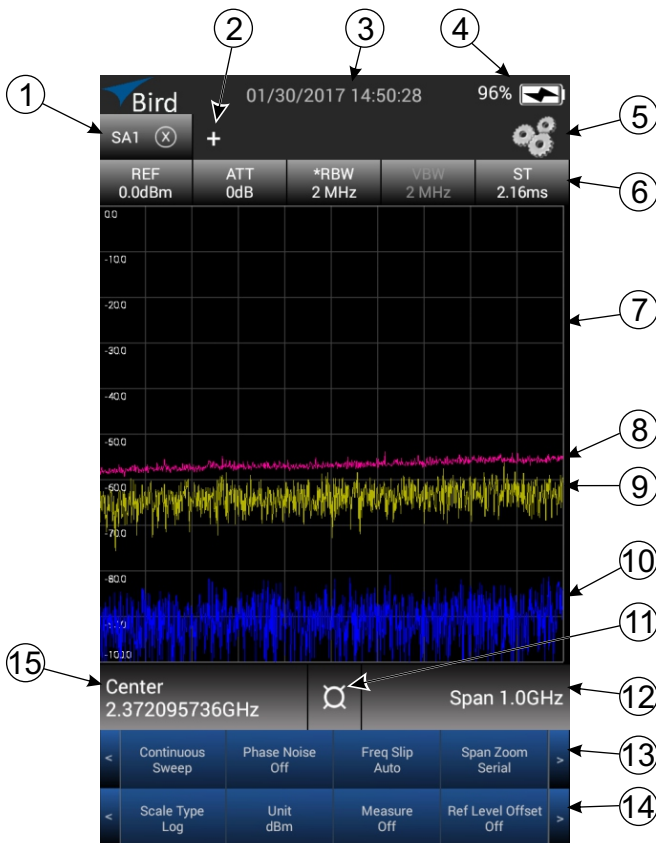 2
3
4
1
Bird
01/30/2017 14:50:28
96%
SA1 X
+
5
REF
0.0dBm
ATT
0dB
*RBW
2 MHz
VBW
2 MHz
ST
2.16ms
6
0.0
-10.0
-20.0
7
-30.0
-40.0
-50.0
8
-60.0
9
-70.0
-80.0
10
-100.0
11
15
Center
2.372095736GHz
Span 1.0GHz
12
< Continuous
Sweep
Phase Noise
Off
Freq Slip
Auto
Span Zoom
Serial >
13
< Scale Type
Log
Unit
dBm
Measure
Off
Ref Level Offset
Off >
14